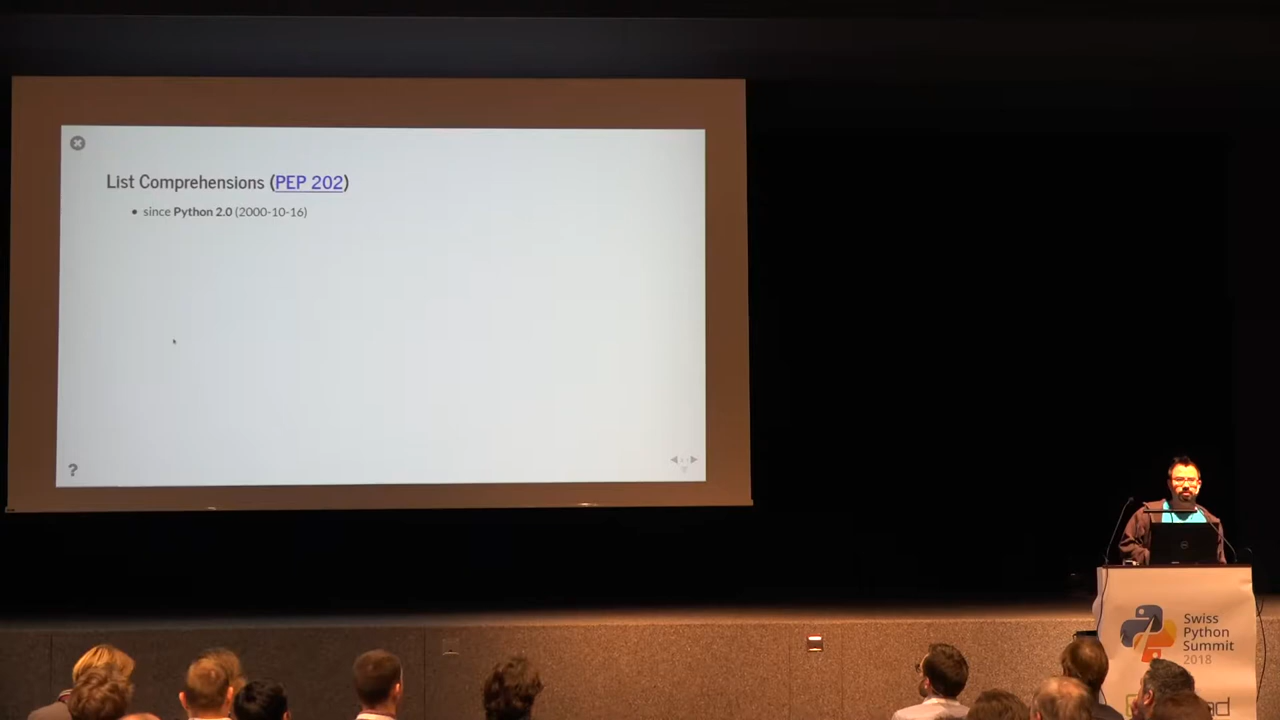 List Comprehensions (PEP 202)
• since Python 2.0 (2000-10-16)
?
Swiss
Python
Summit
2018